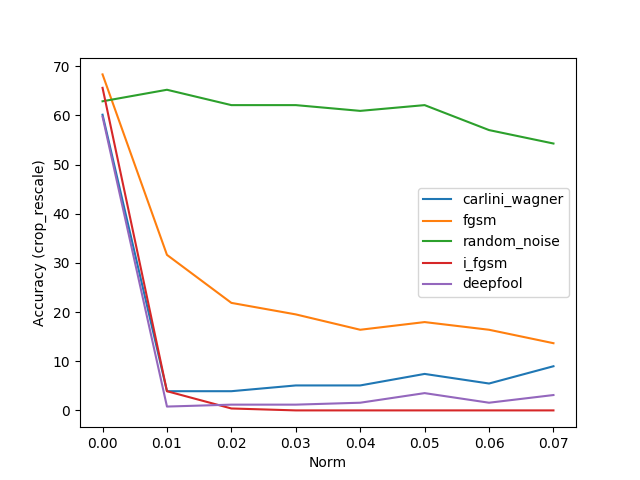 Accuracy (crop_rescale)
70
60
50
40
30
20
10
0
carlini_wagner
fgsm
random_noise
i_fgsm
deepfool
0.00 0.01 0.02 0.03 0.04 0.05 0.06 0.07
Norm